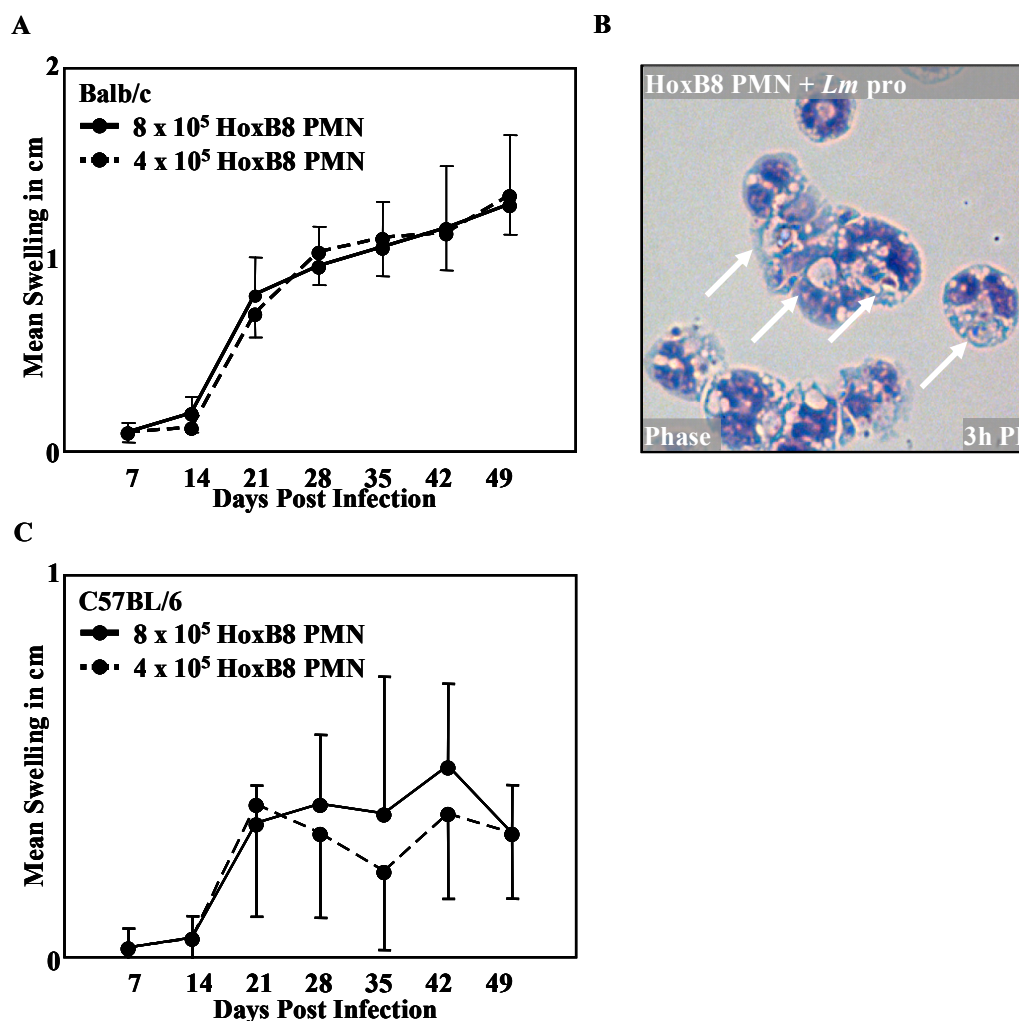 A
2
Balb/c
8 x 10⁵ HoxB8 PMN
4 x 10⁵ HoxB8 PMN
1
Mean Swelling in cm
0
7 14 21 28 35 42 49
Days Post Infection
B
HoxB8 PMN + Lm pro
Phase
3h
C
1
C57BL/6
8 x 10⁵ HoxB8 PMN
4 x 10⁵ HoxB8 PMN
Mean Swelling in cm
0
7 14 21 28 35 42 49
Days Post Infection